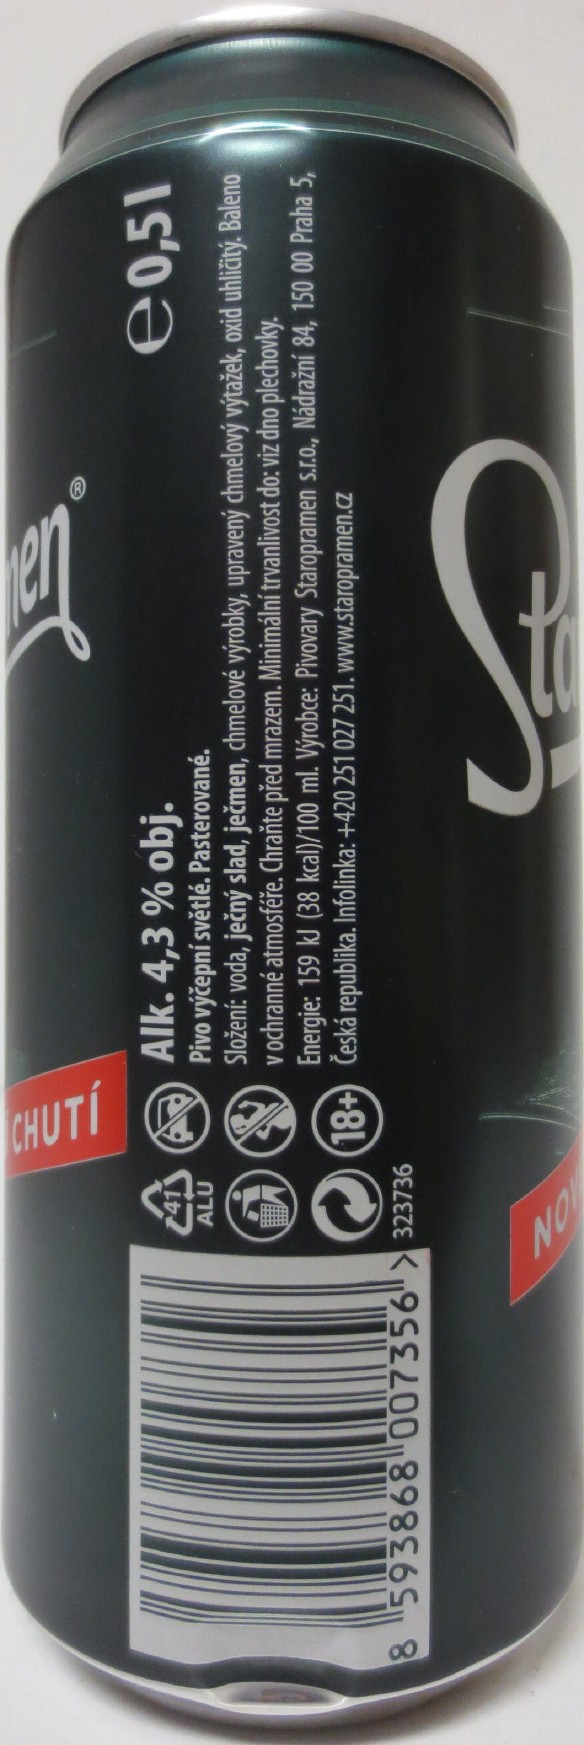 men®
CHUTÍ
e 0,5 l
Alk. 4,3 % obj.
Pivo výčepní světlé. Pasterované.
Složení: voda, ječný slad, ječmen, chmelové výrobky, upravený chmelový výtažek, oxid uhličitý. Baleno
v ochranné atmosféře. Chraňte před mrazem. Minimální trvanlivost do: viz dno plechovky.
Energie: 159 kJ (38 kcal)/100 ml. Výrobce: Pivovary Staropramen s.r.o., Nádražní 84, 150 00 Praha 5,
Česká republika. Infolinka: +420 251 027 251. www.staropramen.cz
41
ALU
18+
323736
8 593868 007356 >
Sta
NOV